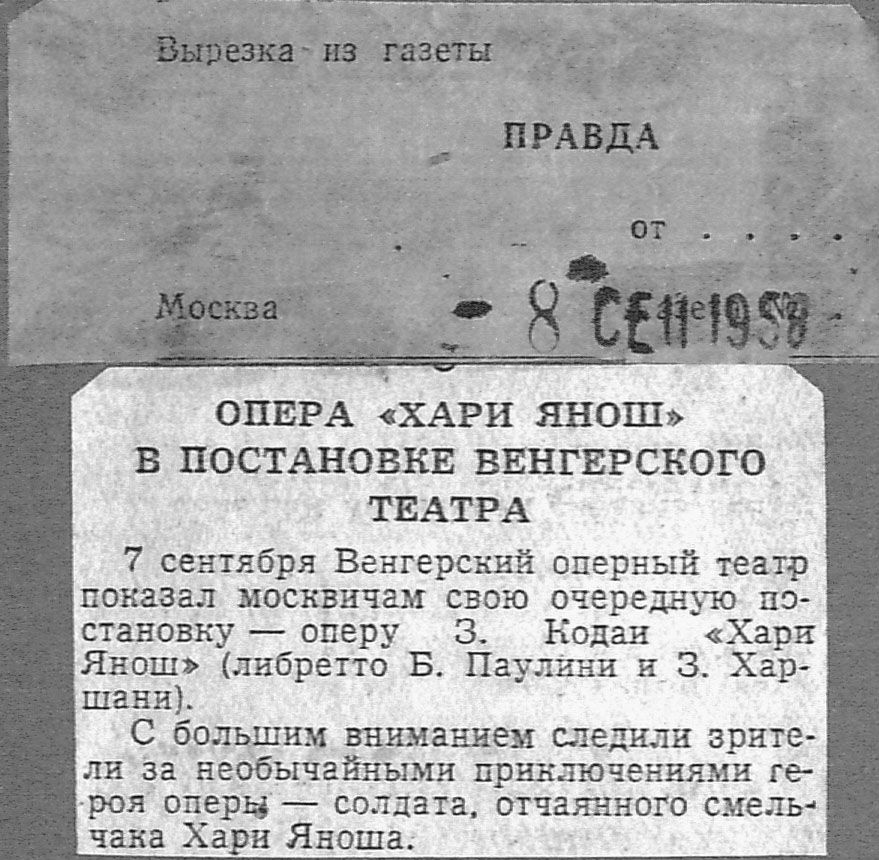 Вырезка из газеты
ПРАВДА
от . . . .
Москва
- 8 СЕН 1958
ОПЕРА «ХАРИ ЯНОШ»
В ПОСТАНОВКЕ ВЕНГЕРСКОГО
ТЕАТРА
7 сентября Венгерский оперный театр
показал москвичам свою очередную по-
становку — оперу З. Кодаи «Хари
Янош» (либретто Б. Паулини и З. Хар-
шани).
С большим вниманием следили зрите-
ли за необычайными приключениями ге-
роя оперы — солдата, отчаянного смель-
чака Хари Яноша.